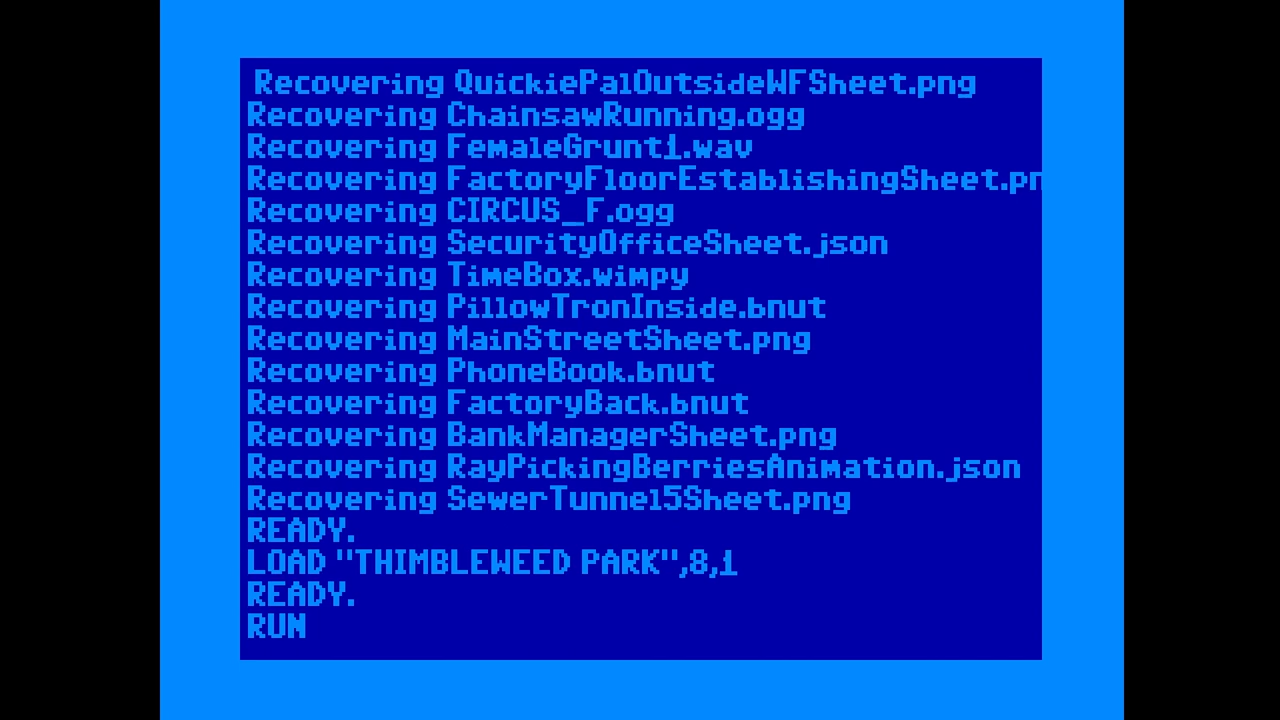 Recovering QuickiePalOutsideWFSheet.png
Recovering ChainsawRunning.ogg
Recovering FemaleGrunt1.wav
Recovering FactoryFloorEstablishingSheet.pn
Recovering CIRCUS_F.ogg
Recovering SecurityOfficeSheet.json
Recovering TimeBox.wimpy
Recovering PillowTronInside.bnut
Recovering MainStreetSheet.png
Recovering PhoneBook.bnut
Recovering FactoryBack.bnut
Recovering BankManagerSheet.png
Recovering RayPickingBerriesAnimation.json
Recovering SewerTunnel5Sheet.png
READY.
LOAD "THIMBLEWEED PARK",8,1
READY.
RUN